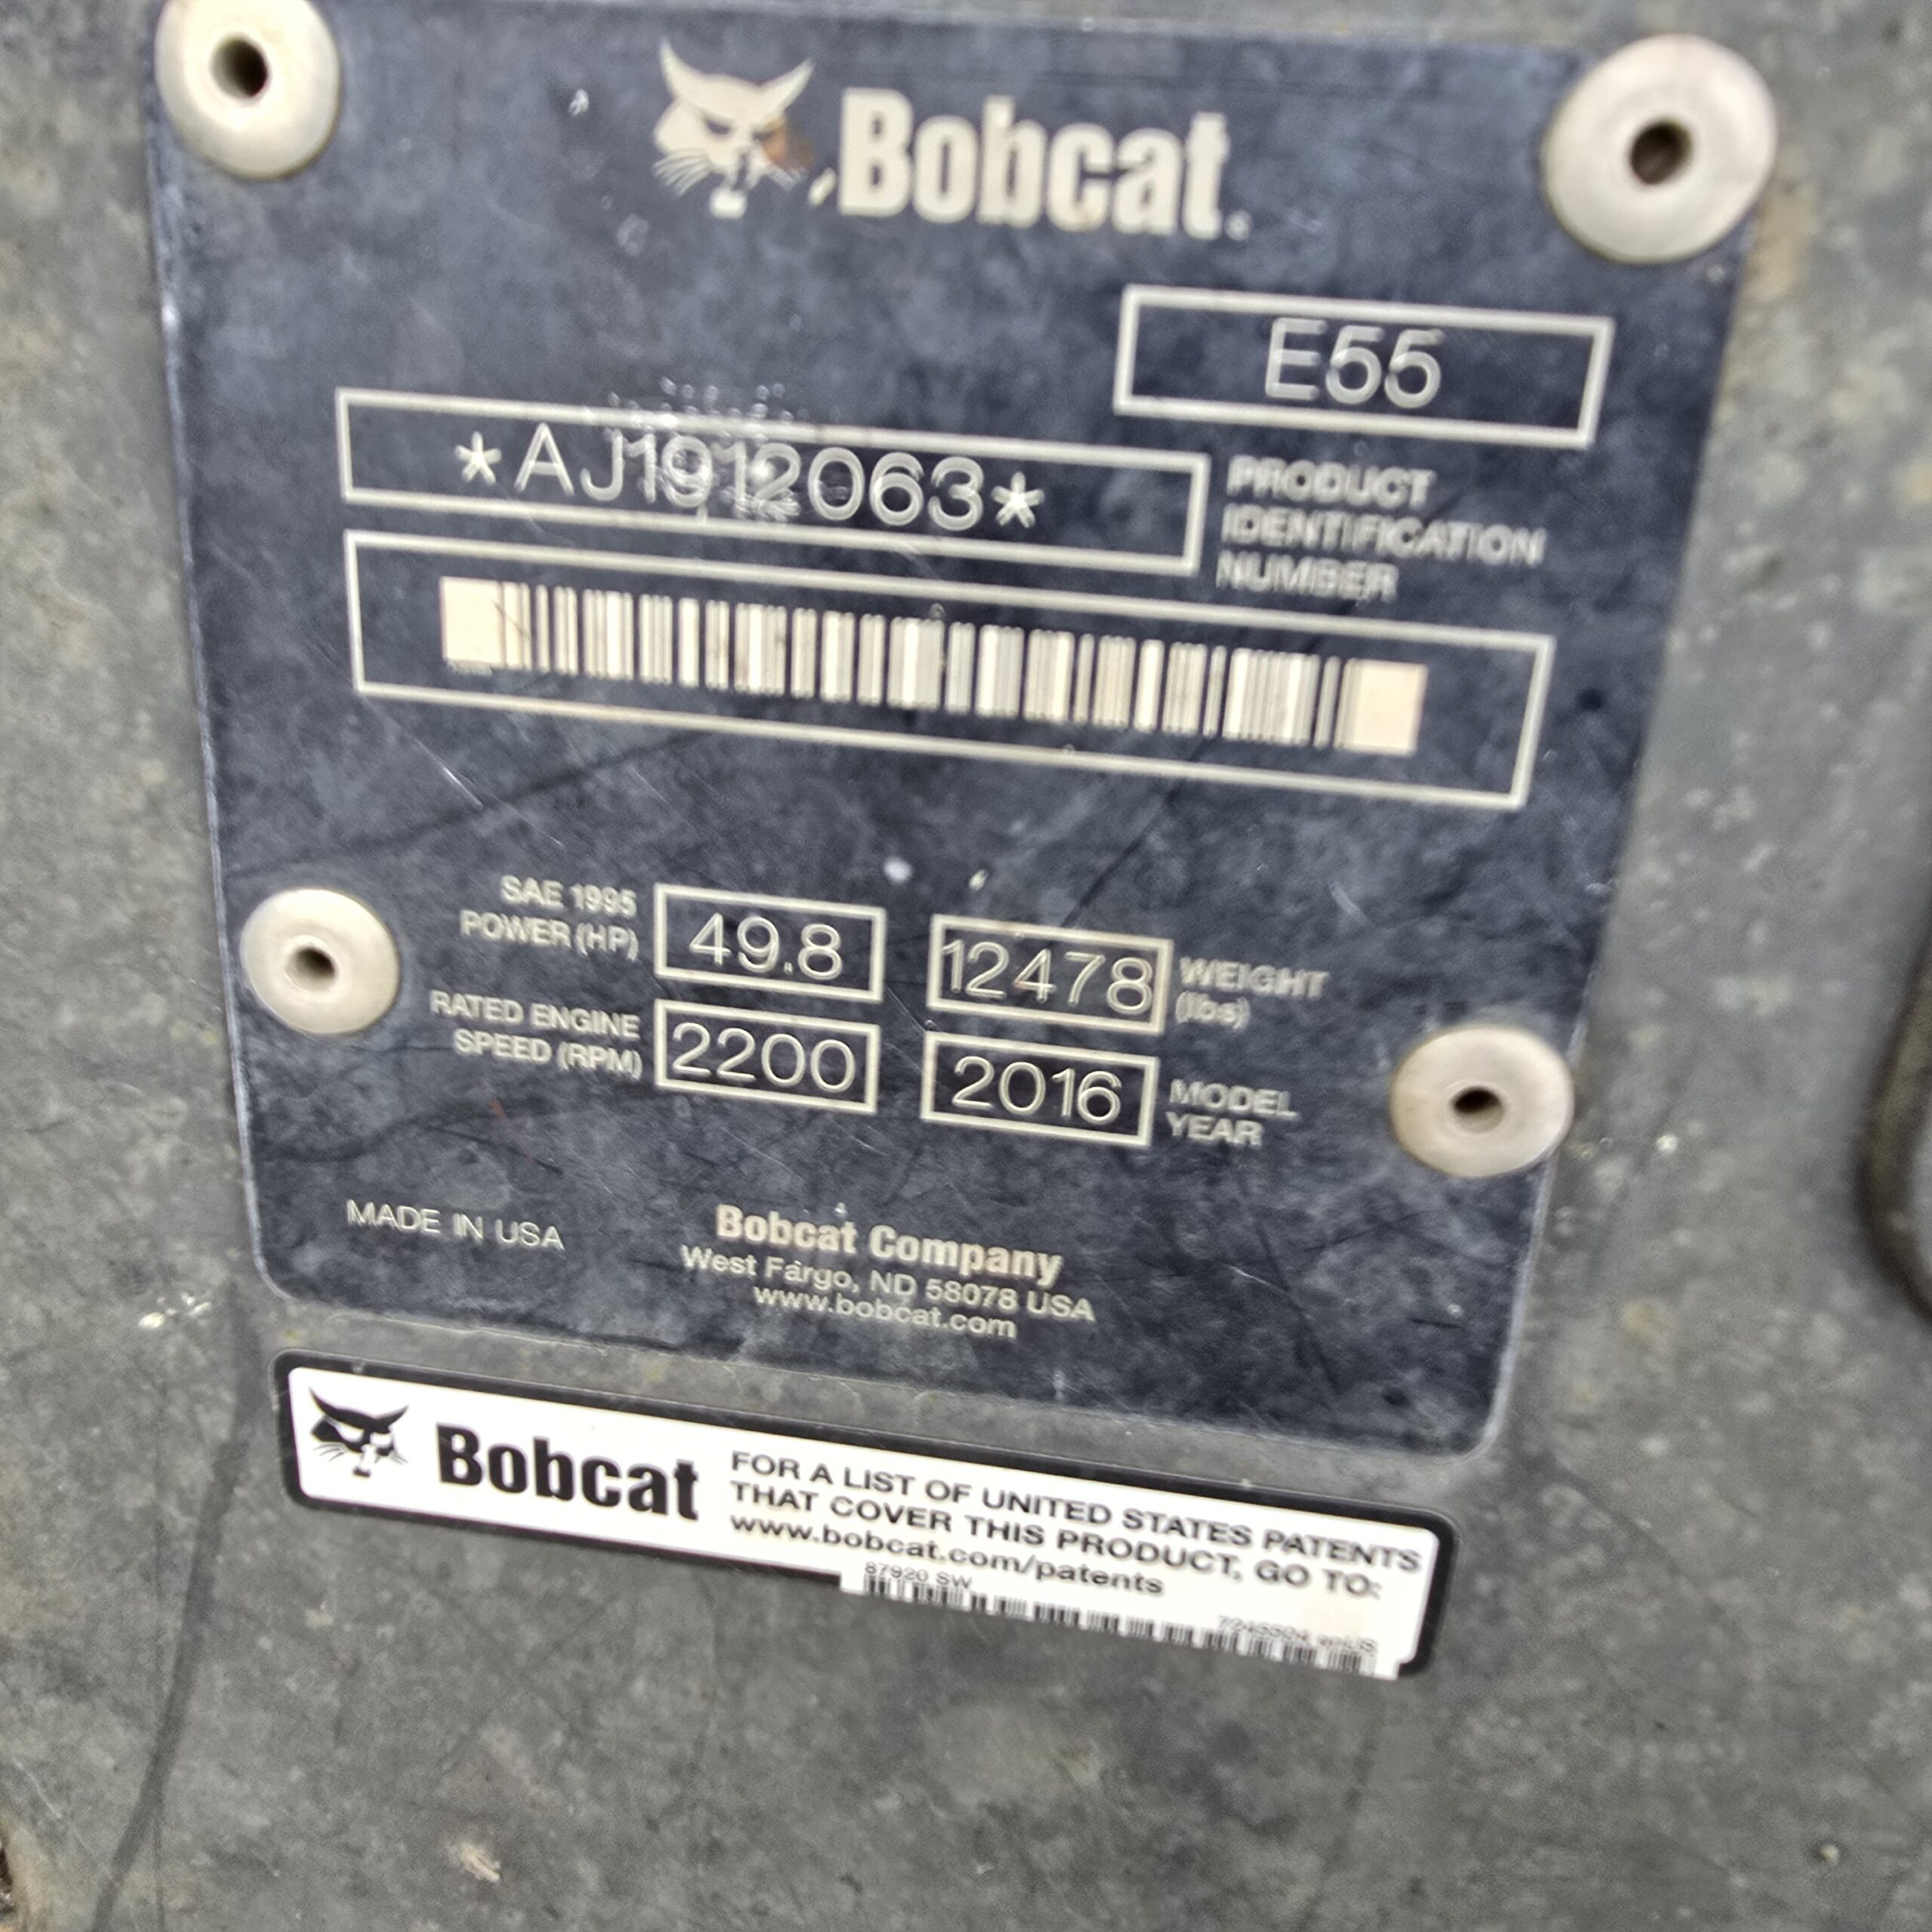 Bobcat.
E55
*AJ1912063*
PRODUCT
IDENTIFICATION
NUMBER
SAE 1995
POWER (HP)
49.8
12478
WEIGHT
(lbs)
RATED ENGINE
SPEED (RPM)
2200
2016
MODEL
YEAR
MADE IN USA
Bobcat Company
West Fargo, ND 58078 USA
www.bobcat.com
Bobcat
FOR A LIST OF UNITED STATES PATENTS
THAT COVER THIS PRODUCT, GO TO:
www.bobcat.com/patents
87920 SW